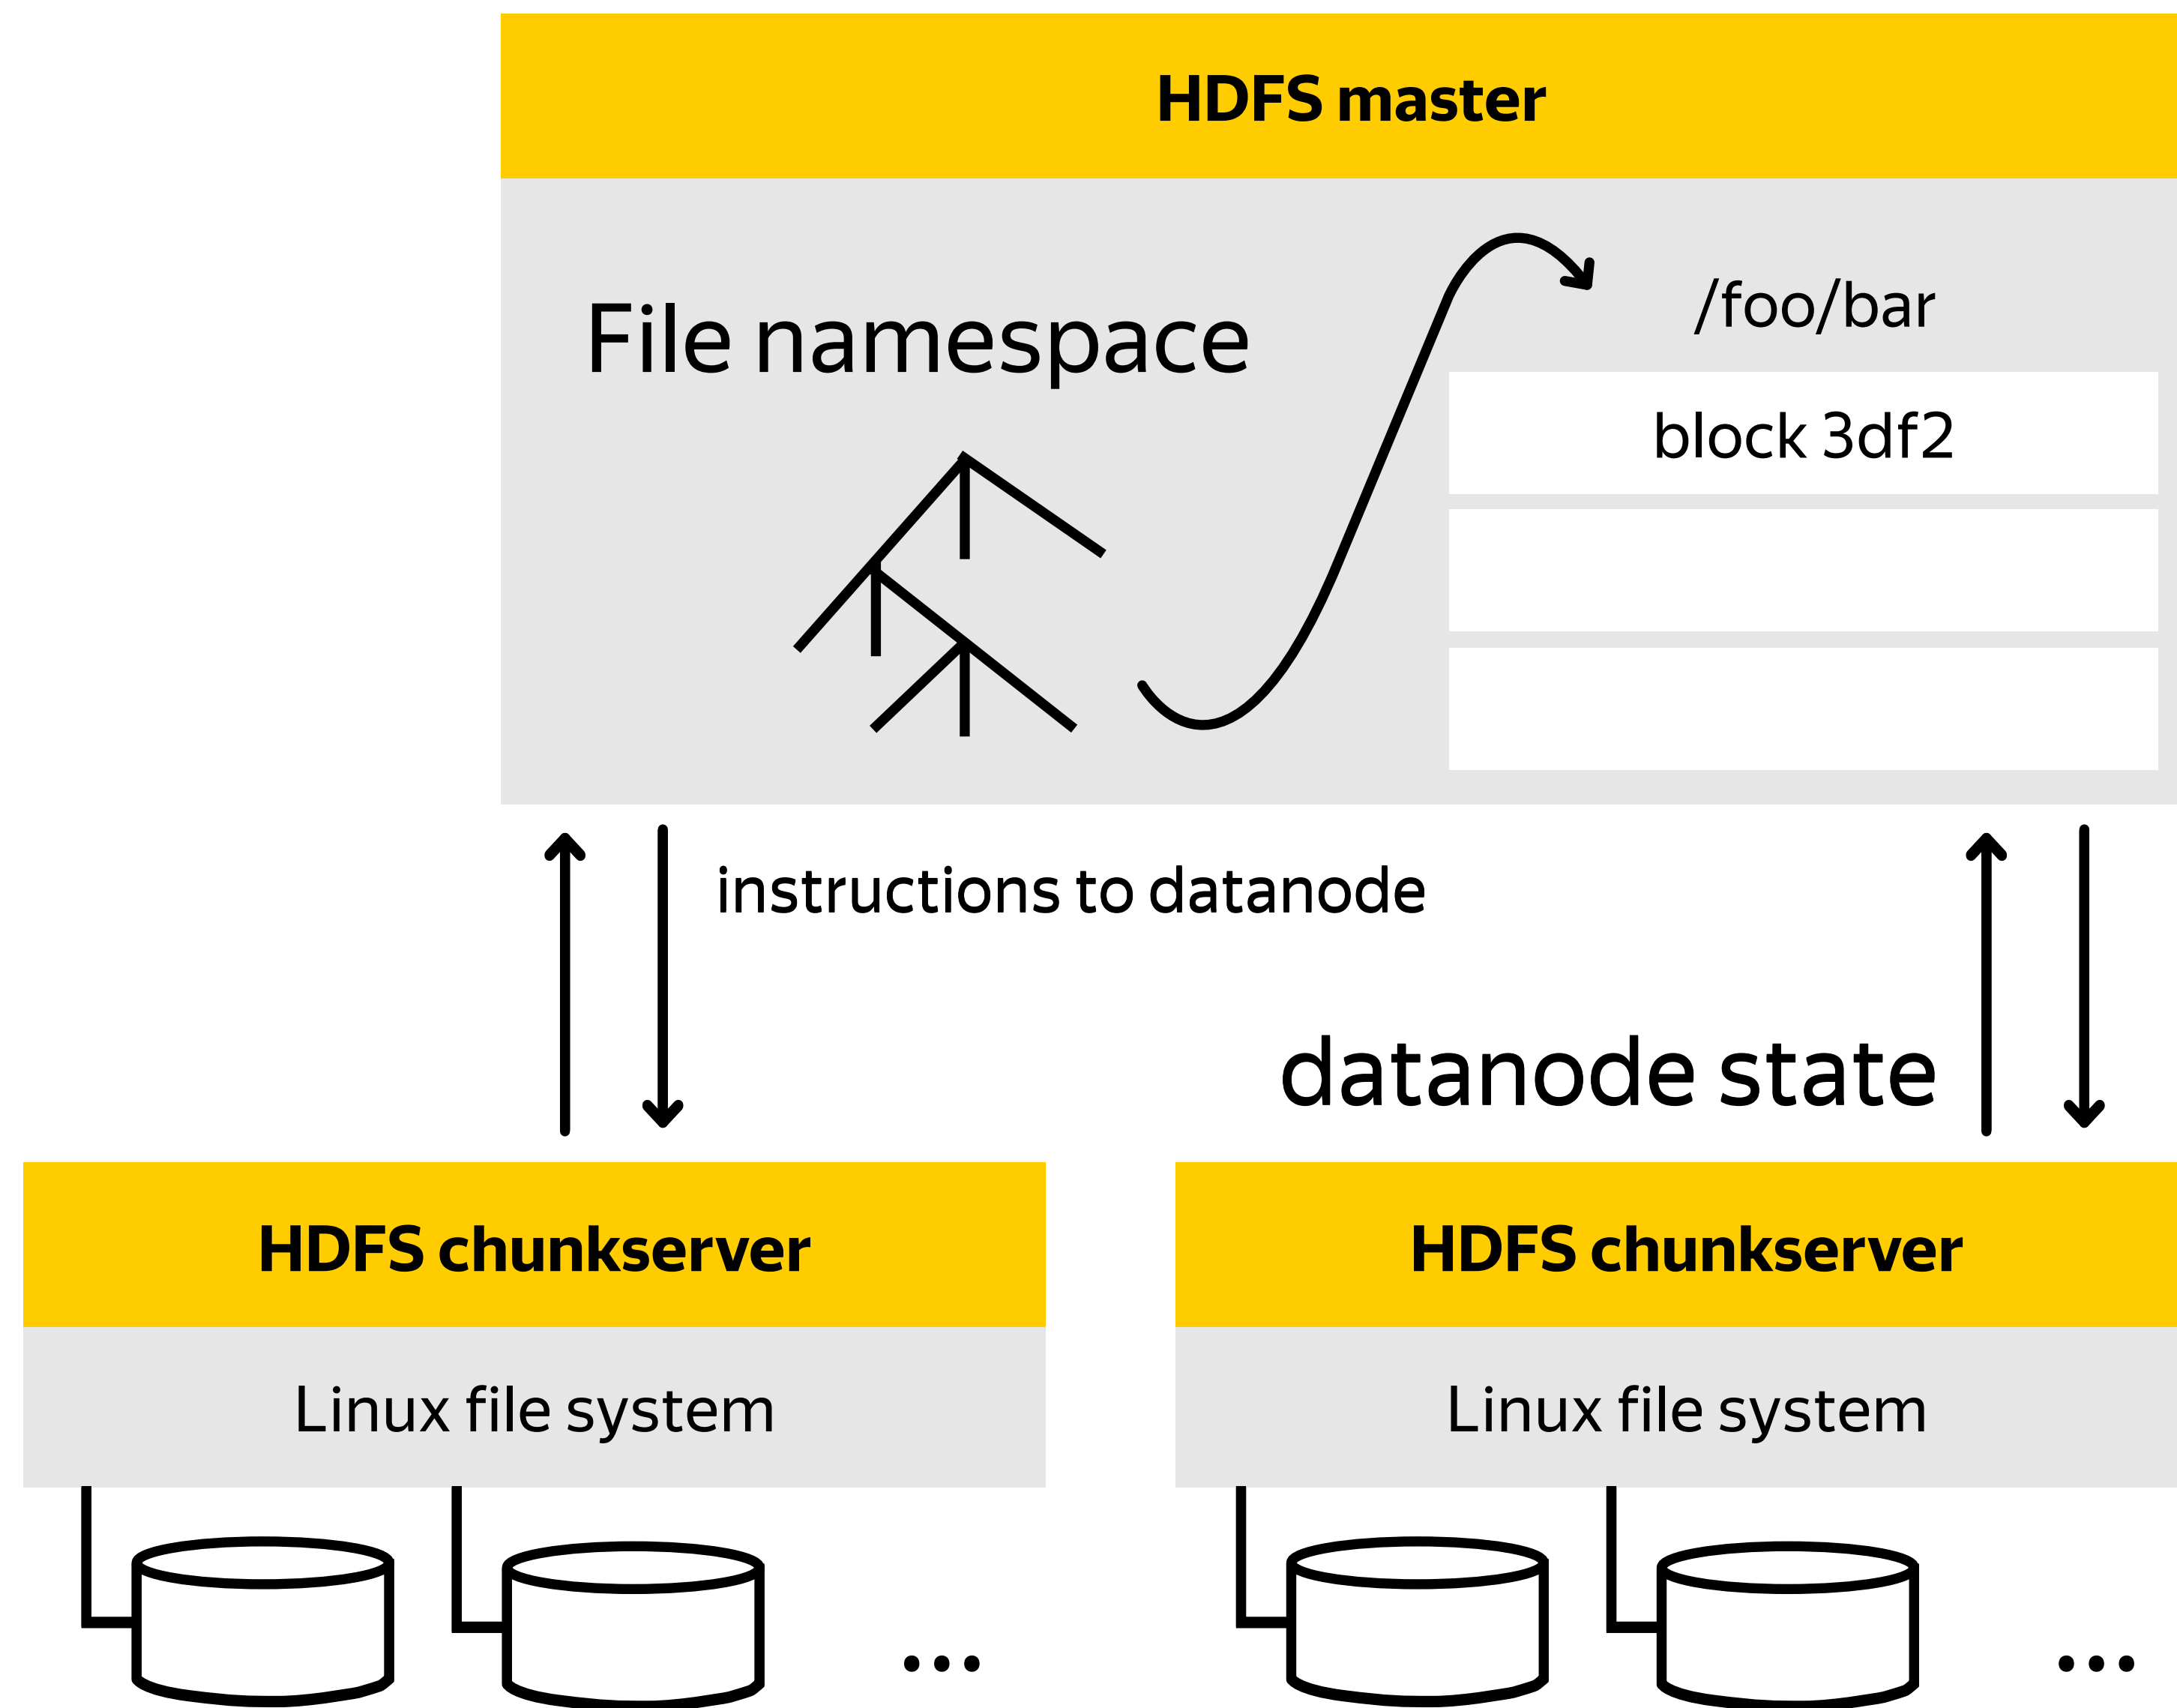 HDFS master
File namespace
/foo/bar
block 3df2
instructions to datanode
datanode state
HDFS chunkserver
Linux file system
...
HDFS chunkserver
Linux file system
...